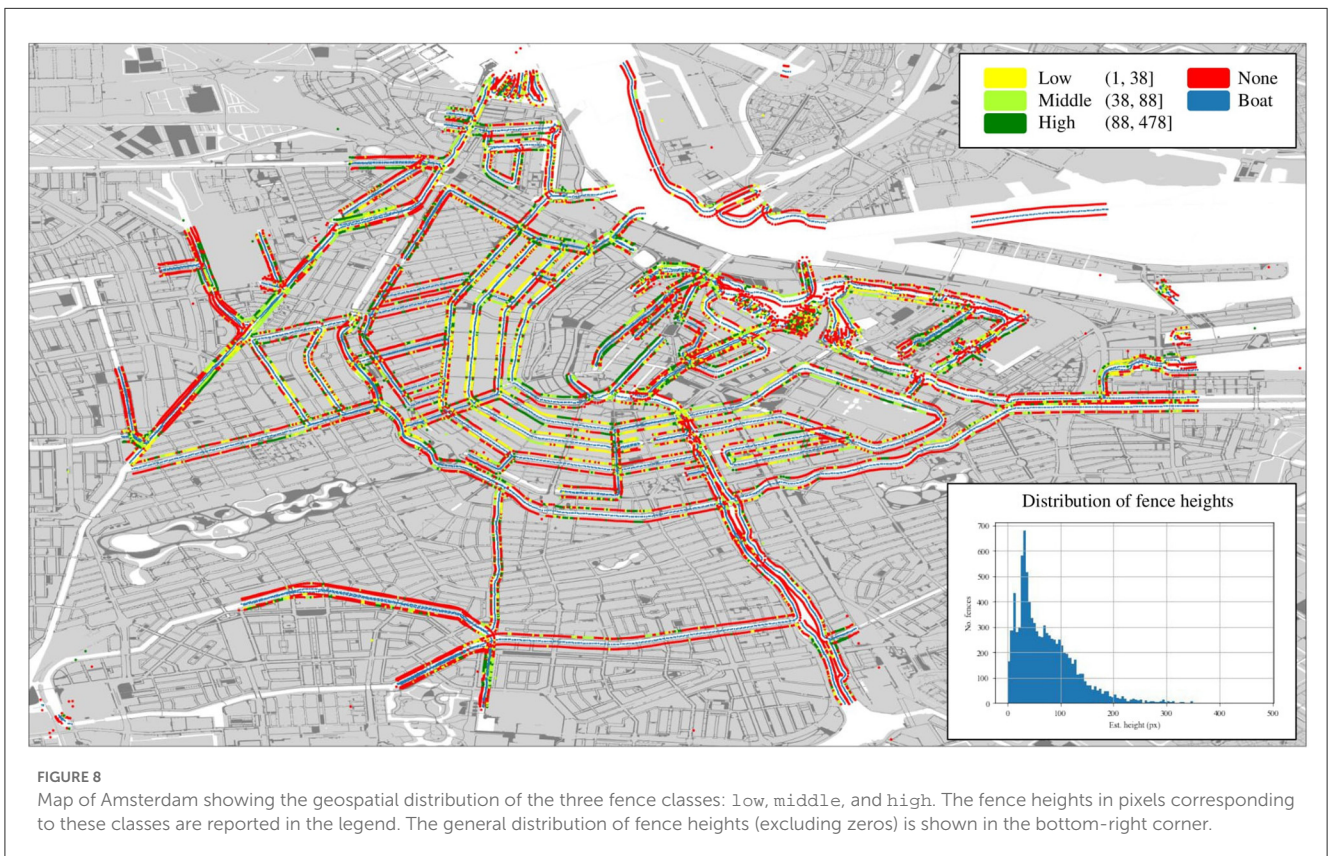 Low (1, 38] None
Middle (38, 88] Boat
High (88, 478]
Distribution of fence heights
700
600
500
400
300
200
100
0
No. fences
0 100 200 300 400 500
Est. height (px)
FIGURE 8
Map of Amsterdam showing the geospatial distribution of the three fence classes: low, middle, and high. The fence heights in pixels corresponding
to these classes are reported in the legend. The general distribution of fence heights (excluding zeros) is shown in the bottom-right corner.